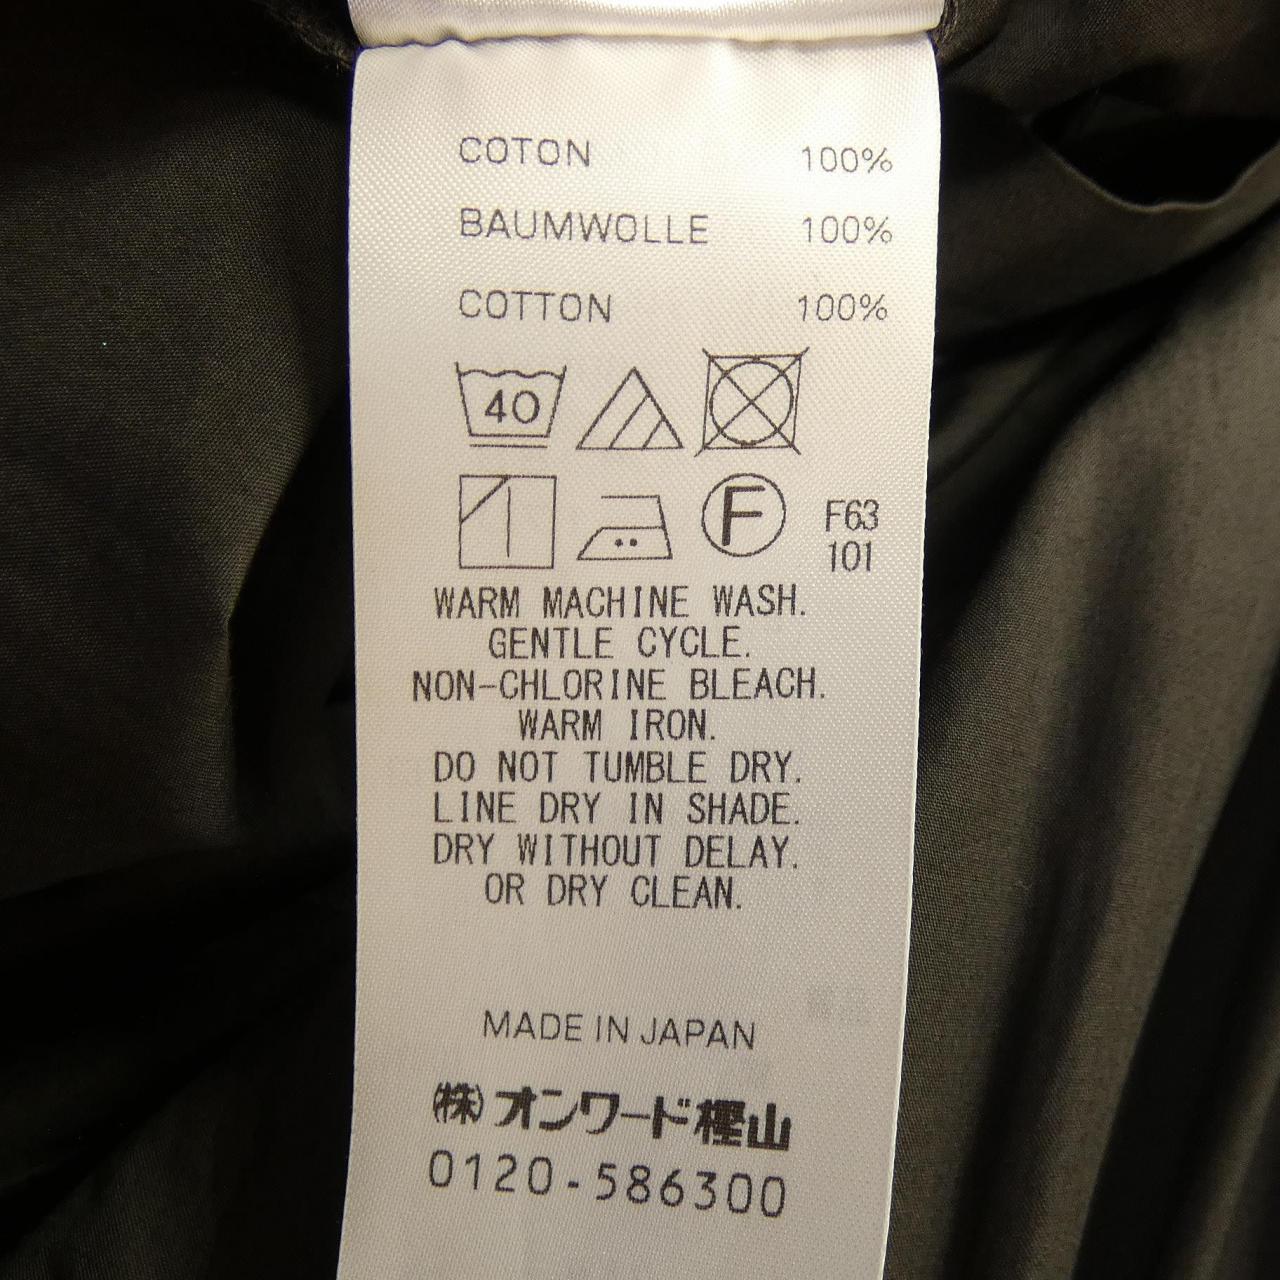 COTON 100%
BAUMWOLLE 100%
COTTON 100%
40
F F63
101
WARM MACHINE WASH.
GENTLE CYCLE.
NON-CHLORINE BLEACH.
WARM IRON.
DO NOT TUMBLE DRY.
LINE DRY IN SHADE.
DRY WITHOUT DELAY.
OR DRY CLEAN.
MADE IN JAPAN
㈱オンワード樫山
0120-586300